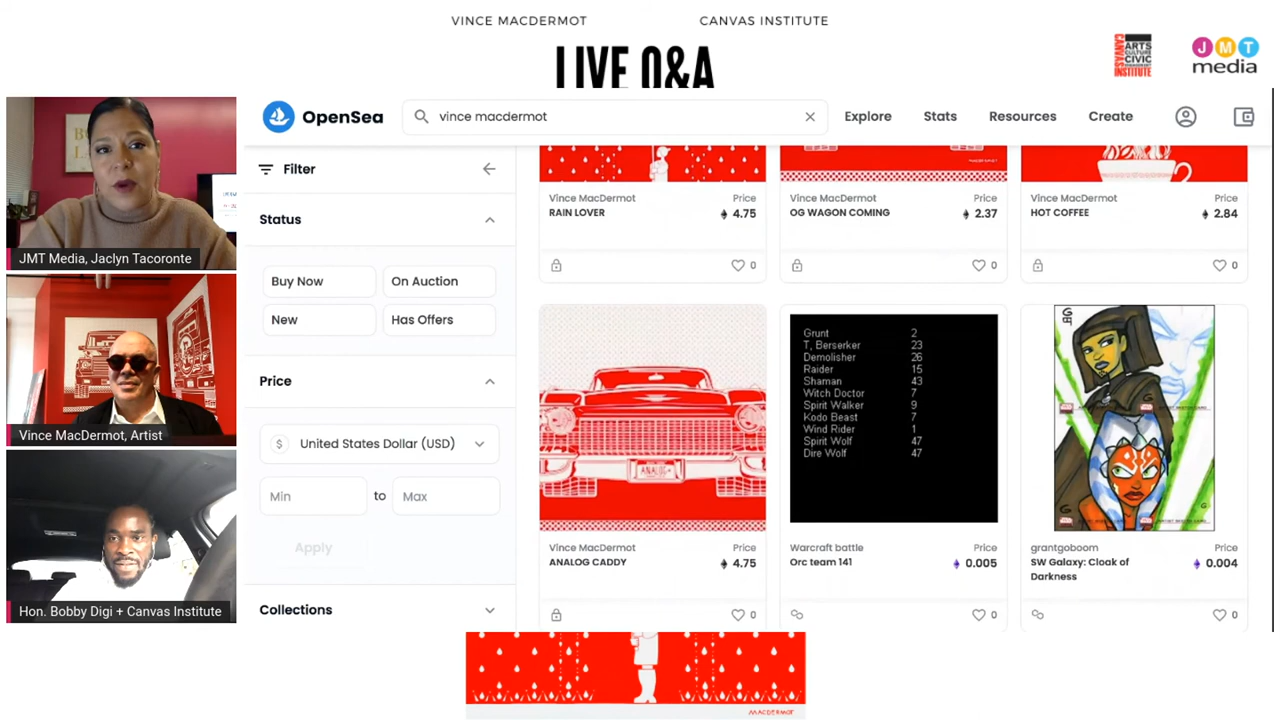 VINCE MACDERMOT
CANVAS INSTITUTE
LIVE Q&A
CANVAS INSTITUTE
ARTS
CULTURE
CIVIC
JMT
media
OpenSea
vince macdermot
Explore
Stats
Resources
Create
JMT Media, Jaclyn Tacoronte
Vince MacDermot, Artist
Hon. Bobby Digi + Canvas Institute
Filter
Status
Buy Now
On Auction
New
Has Offers
Price
$ United States Dollar (USD)
Min
to
Max
Apply
Collections
Vince MacDermot
Price
RAIN LOVER
4.75
0
MACDERMOT
Vince MacDermot
Price
OG WAGON COMING
2.37
0
Vince MacDermot
Price
HOT COFFEE
2.84
0
ANALOG
Vince MacDermot
Price
ANALOG CADDY
4.75
0
Grunt 2
T, Berserker 23
Demolisher 26
Raider 15
Shaman 43
Witch Doctor 7
Spirit Walker 9
Kodo Beast 7
Wind Rider 1
Spirit Wolf 47
Dire Wolf 47
Warcraft battle
Price
Orc team 141
0.005
0
grantgoboom
Price
SW Galaxy: Cloak of
Darkness
0.004
0
MACDERMOT